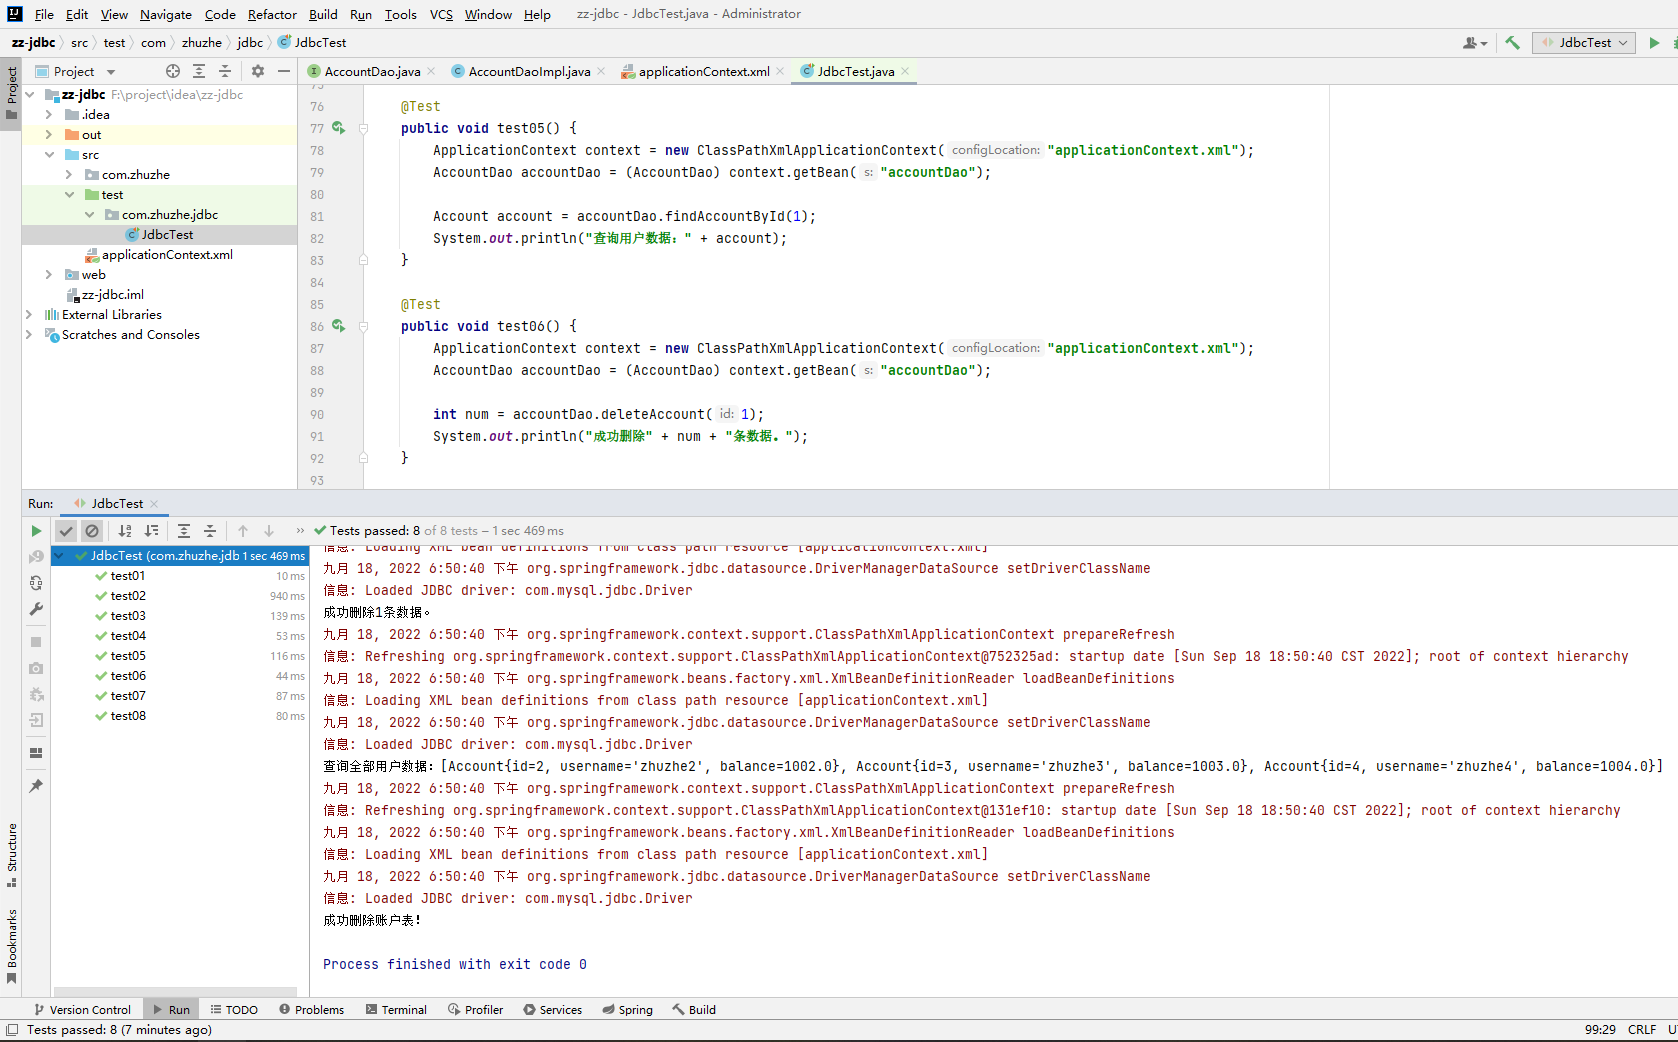 File Edit View Navigate Code Refactor Build Run Tools VCS Window Help zz-jdbc - JdbcTest.java - Administrator
zz-jdbc src test com zhuzhe jdbc JdbcTest
JdbcTest
Project
Project
AccountDao.java AccountDaoImpl.java applicationContext.xml JdbcTest.java
zz-jdbc F:\project\idea\zz-jdbc
.idea
out
src
com.zhuzhe
test
com.zhuzhe.jdbc
JdbcTest
applicationContext.xml
web
zz-jdbc.iml
External Libraries
Scratches and Consoles
75
76 @Test
77 public void test05() {
78 ApplicationContext context = new ClassPathXmlApplicationContext( configLocation: "applicationContext.xml");
79 AccountDao accountDao = (AccountDao) context.getBean( s: "accountDao");
80
81 Account account = accountDao.findAccountById(1);
82 System.out.println("查询用户数据：" + account);
83 }
84
85 @Test
86 public void test06() {
87 ApplicationContext context = new ClassPathXmlApplicationContext( configLocation: "applicationContext.xml");
88 AccountDao accountDao = (AccountDao) context.getBean( s: "accountDao");
89
90 int num = accountDao.deleteAccount( id: 1);
91 System.out.println("成功删除" + num + "条数据。");
92 }
93
Run: JdbcTest
Tests passed: 8 of 8 tests – 1 sec 469 ms
JdbcTest (com.zhuzhe.jdb 1 sec 469 ms
test01 10 ms
test02 940 ms
test03 139 ms
test04 53 ms
test05 116 ms
test06 44 ms
test07 87 ms
test08 80 ms
信息: Loading XML bean definitions from class path resource [applicationContext.xml]
九月 18, 2022 6:50:40 下午 org.springframework.jdbc.datasource.DriverManagerDataSource setDriverClassName
信息: Loaded JDBC driver: com.mysql.jdbc.Driver
成功删除1条数据。
九月 18, 2022 6:50:40 下午 org.springframework.context.support.ClassPathXmlApplicationContext prepareRefresh
信息: Refreshing org.springframework.context.support.ClassPathXmlApplicationContext@752325ad: startup date [Sun Sep 18 18:50:40 CST 2022]; root of context hierarchy
九月 18, 2022 6:50:40 下午 org.springframework.beans.factory.xml.XmlBeanDefinitionReader loadBeanDefinitions
信息: Loading XML bean definitions from class path resource [applicationContext.xml]
九月 18, 2022 6:50:40 下午 org.springframework.jdbc.datasource.DriverManagerDataSource setDriverClassName
信息: Loaded JDBC driver: com.mysql.jdbc.Driver
查询全部用户数据：[Account{id=2, username='zhuzhe2', balance=1002.0}, Account{id=3, username='zhuzhe3', balance=1003.0}, Account{id=4, username='zhuzhe4', balance=1004.0}]
九月 18, 2022 6:50:40 下午 org.springframework.context.support.ClassPathXmlApplicationContext prepareRefresh
信息: Refreshing org.springframework.context.support.ClassPathXmlApplicationContext@131ef10: startup date [Sun Sep 18 18:50:40 CST 2022]; root of context hierarchy
九月 18, 2022 6:50:40 下午 org.springframework.beans.factory.xml.XmlBeanDefinitionReader loadBeanDefinitions
信息: Loading XML bean definitions from class path resource [applicationContext.xml]
九月 18, 2022 6:50:40 下午 org.springframework.jdbc.datasource.DriverManagerDataSource setDriverClassName
信息: Loaded JDBC driver: com.mysql.jdbc.Driver
成功删除账户表！
Process finished with exit code 0
Structure
Bookmarks
Version Control Run TODO Problems Terminal Profiler Services Spring Build
Tests passed: 8 (7 minutes ago) 99:29 CRLF U